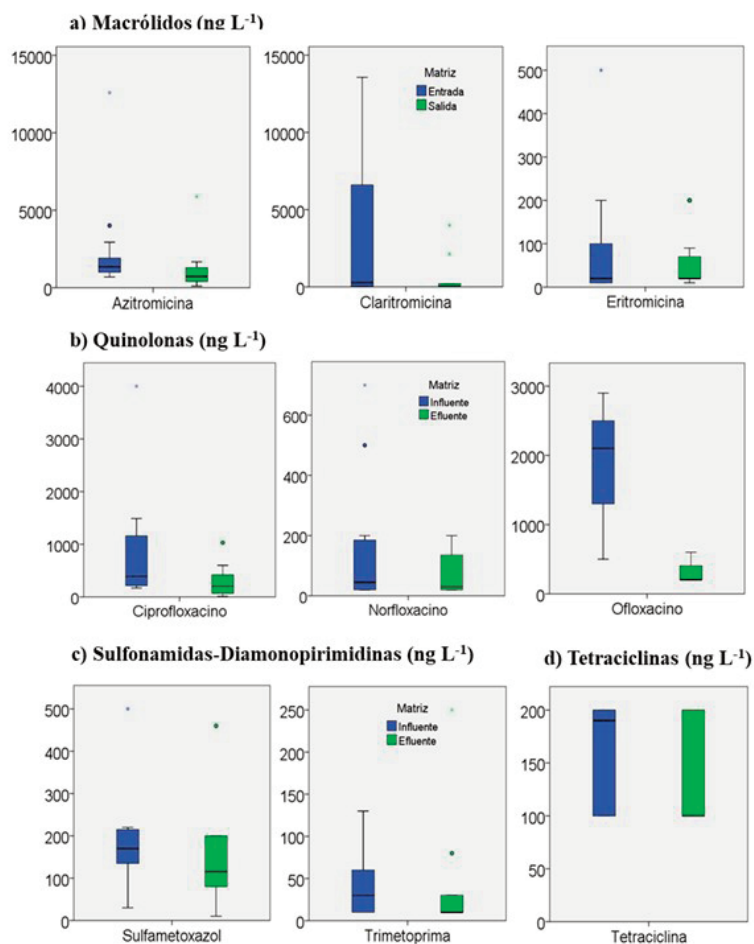 a) Macrólidos (ng L-1)
15000
10000
5000
0
Azitromicina
15000
10000
5000
0
Matriz
Entrada
Salida
Claritromicina
500
400
300
200
100
0
Eritromicina
b) Quinolonas (ng L-1)
4000
3000
2000
1000
0
Ciprofloxacino
600
400
200
0
Matriz
Influente
Efluente
Norfloxacino
3000
2000
1000
0
Ofloxacino
c) Sulfonamidas-Diamonopirimidinas (ng L-1)
500
400
300
200
100
0
Sulfametoxazol
250
200
150
100
50
0
Matriz
Influente
Efluente
Trimetoprima
d) Tetraciclinas (ng L-1)
200
150
100
50
0
Tetraciclina